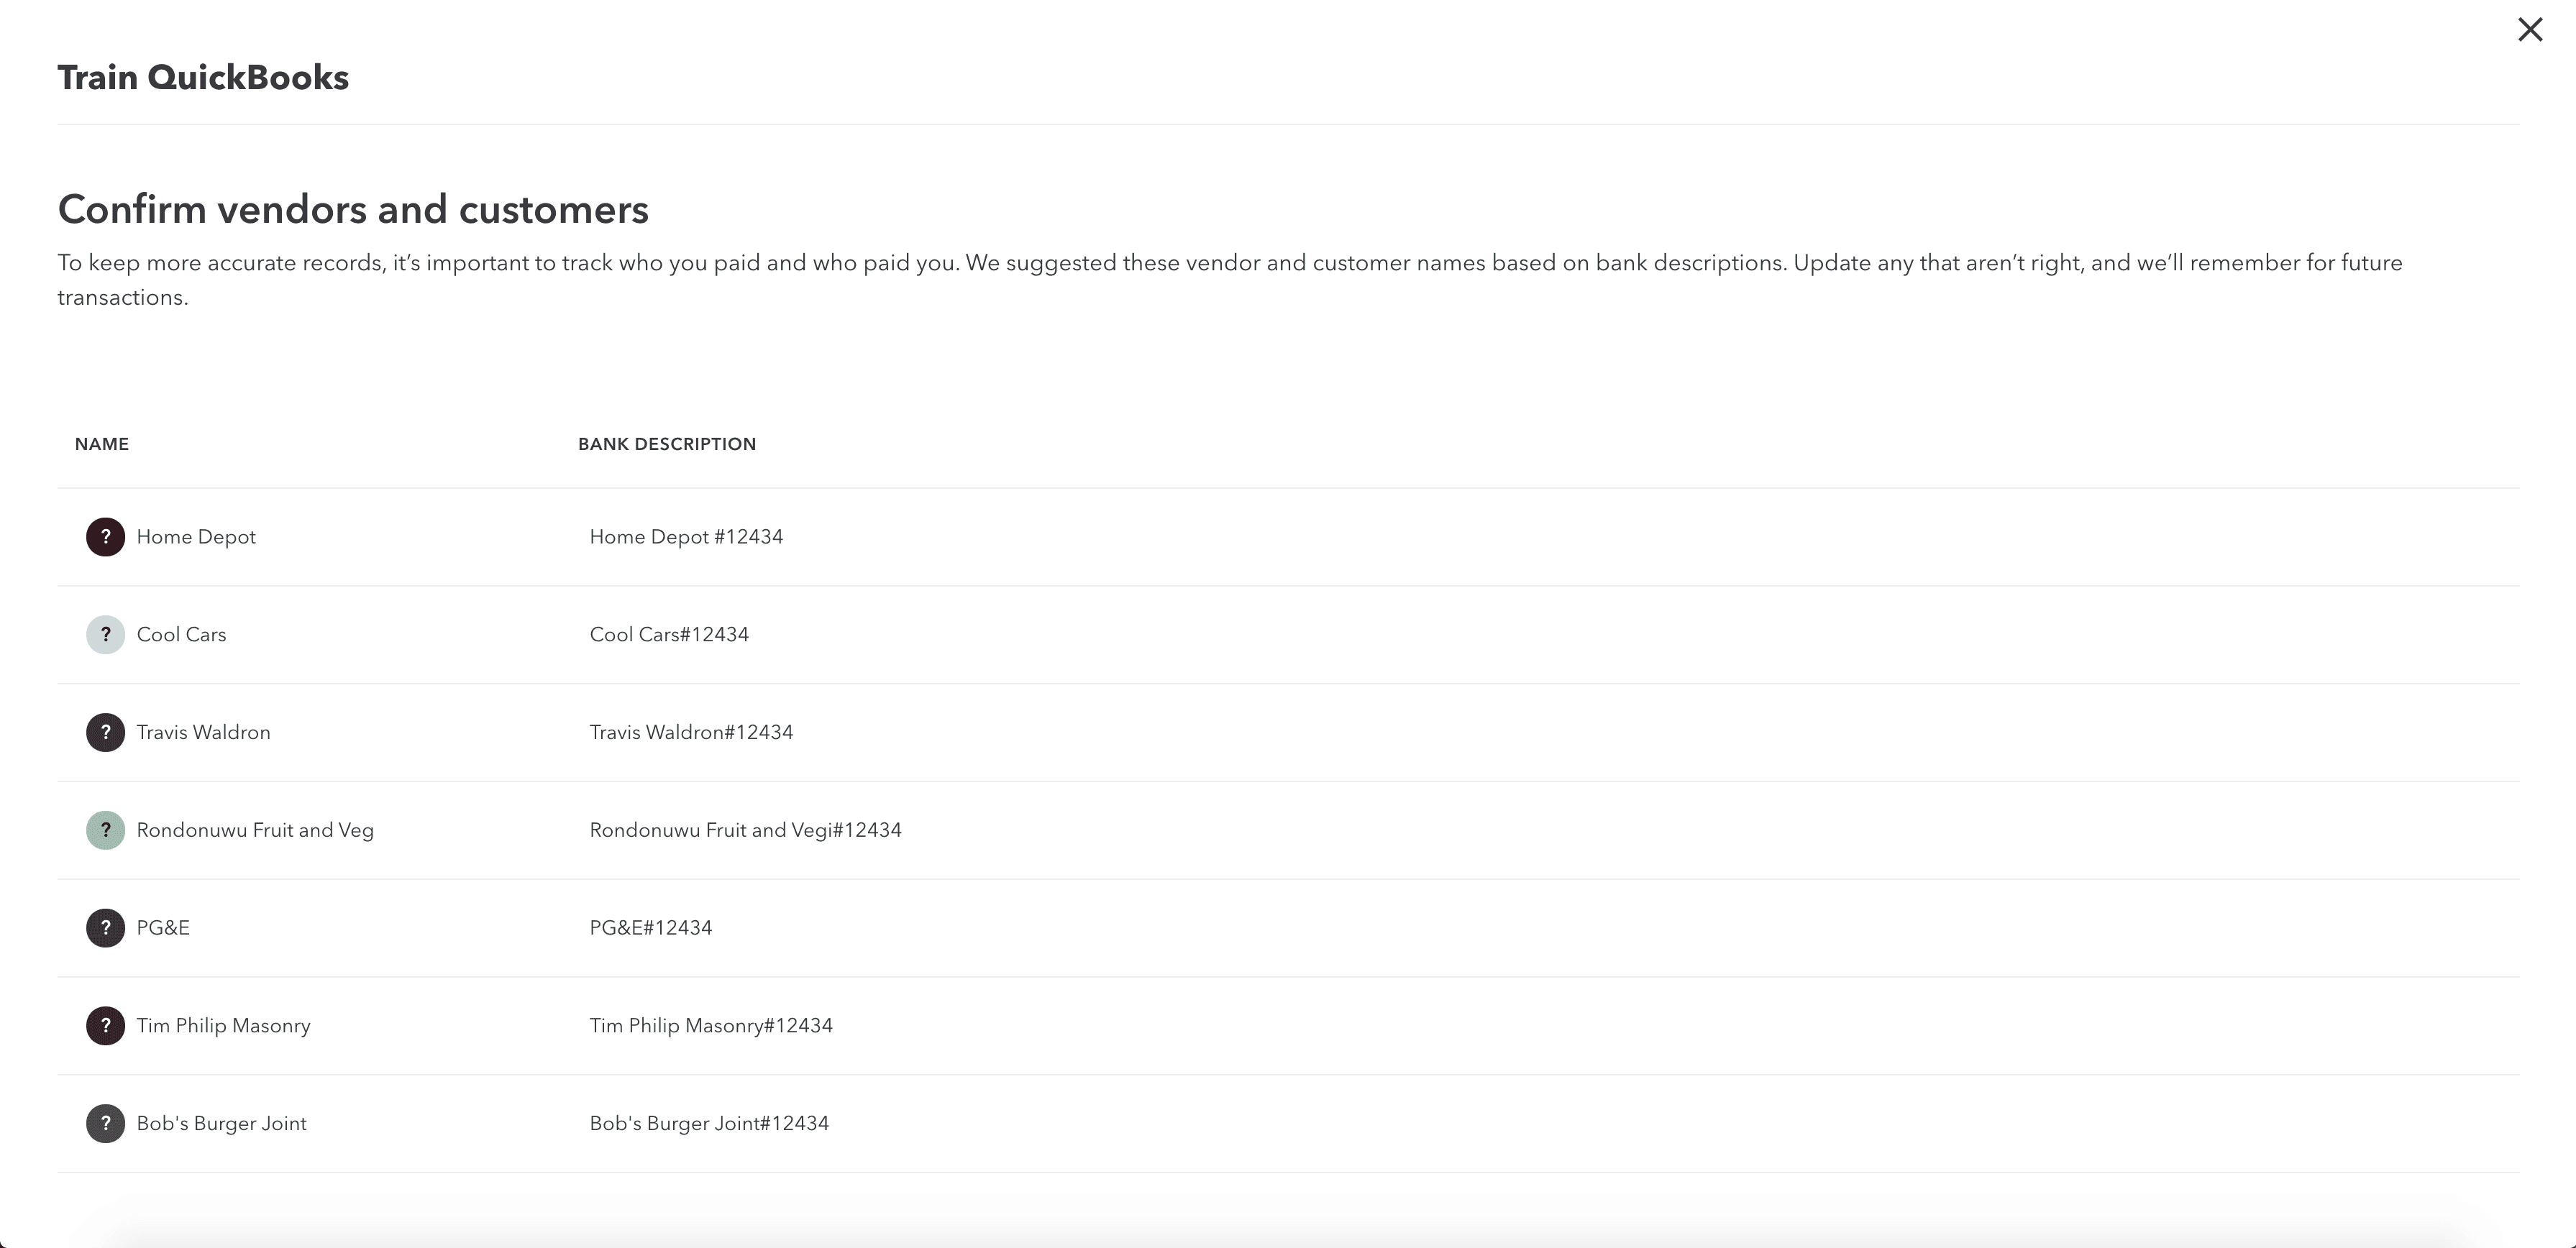 Train QuickBooks
Confirm vendors and customers
To keep more accurate records, it’s important to track who you paid and who paid you. We suggested these vendor and customer names based on bank descriptions. Update any that aren’t right, and we’ll remember for future
transactions.
NAME BANK DESCRIPTION
? Home Depot Home Depot #12434
? Cool Cars Cool Cars#12434
? Travis Waldron Travis Waldron#12434
? Rondonuwu Fruit and Veg Rondonuwu Fruit and Vegi#12434
? PG&E PG&E#12434
? Tim Philip Masonry Tim Philip Masonry#12434
? Bob's Burger Joint Bob's Burger Joint#12434